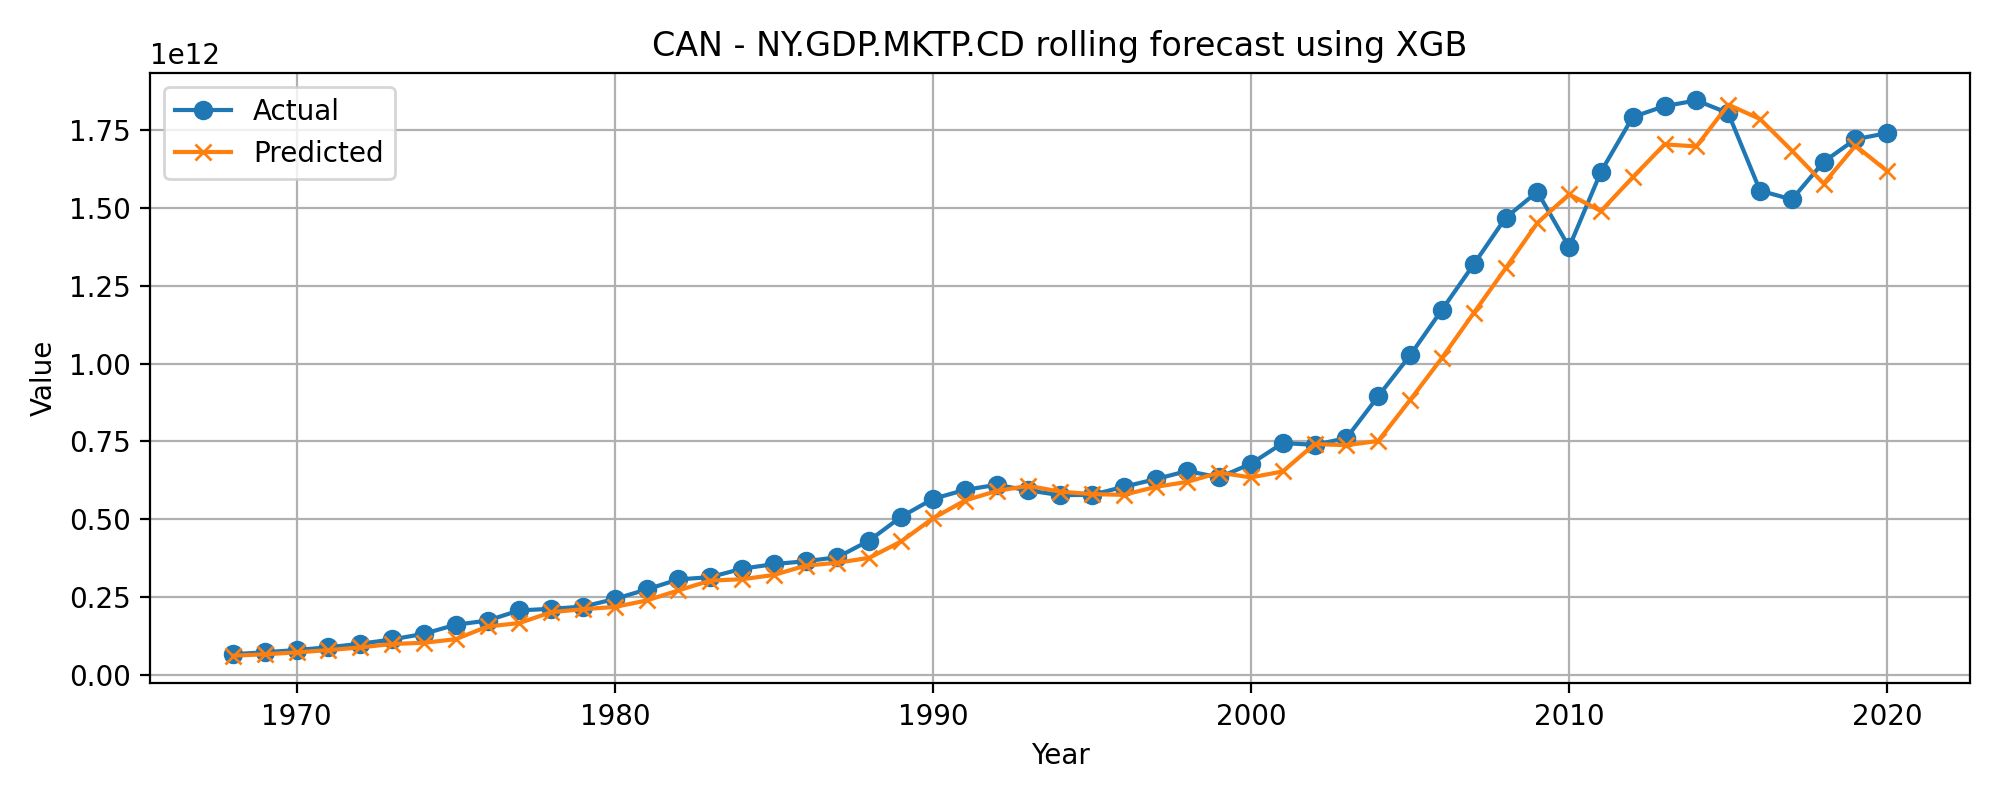 CAN - NY.GDP.MKTP.CD rolling forecast using XGB
1e12
Actual
Predicted
1.75
1.50
1.25
1.00
0.75
0.50
0.25
0.00
Value
1970 1980 1990 2000 2010 2020
Year